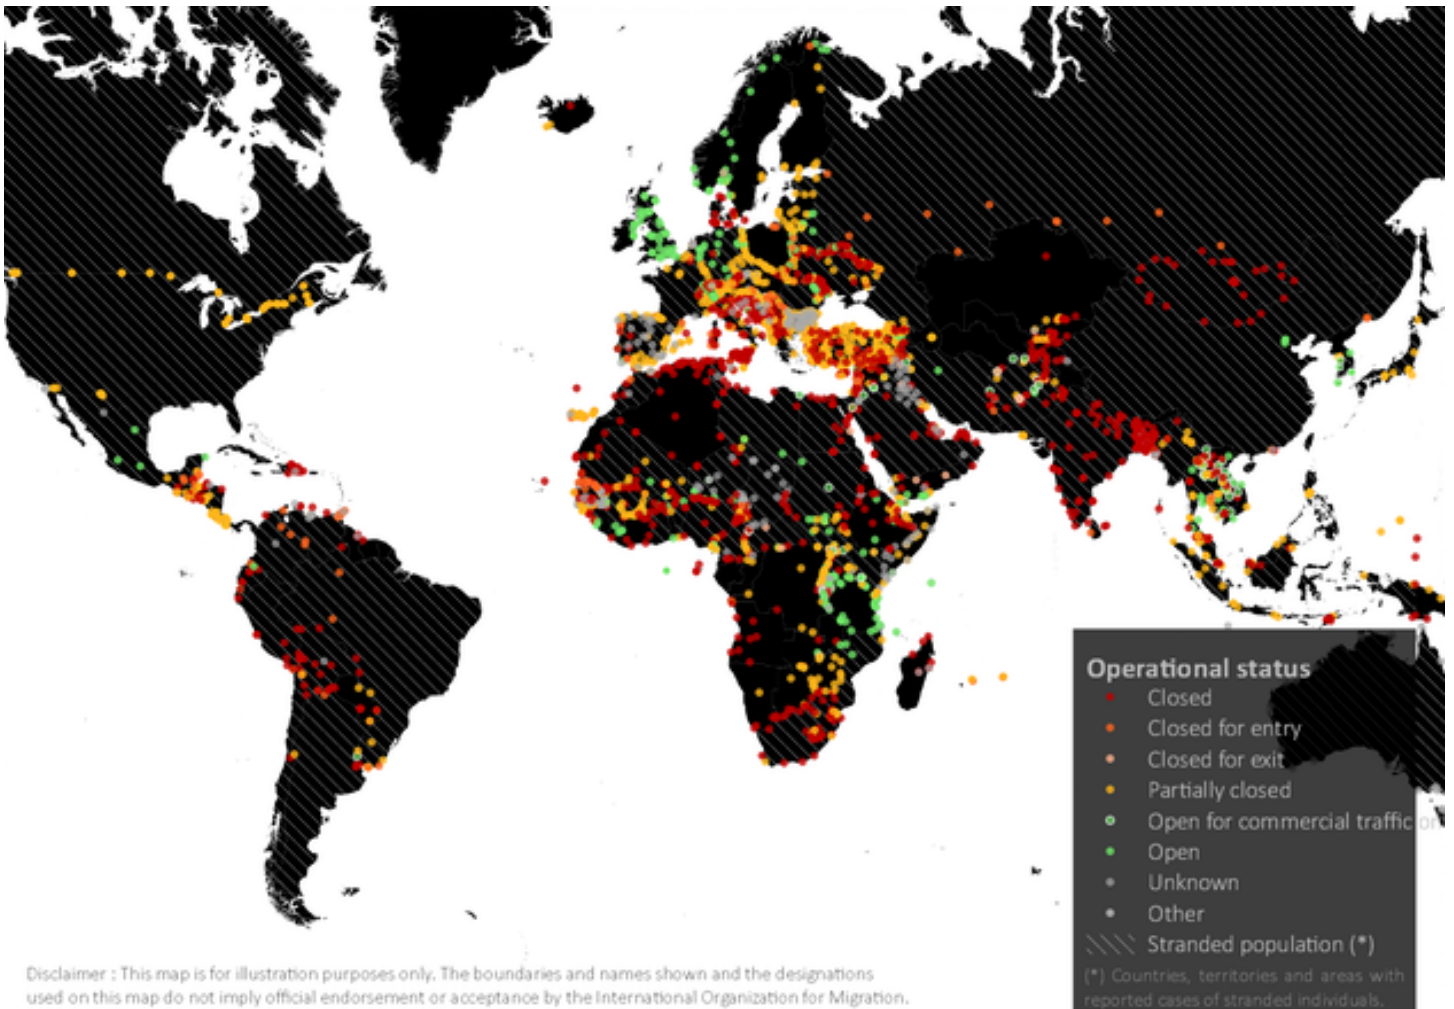 Operational status
Closed
Closed for entry
Closed for exit
Partially closed
Open for commercial traffic on
Open
Unknown
Other
Stranded population (*)
(*) Countries, territories and areas with
reported cases of stranded individuals.
Disclaimer : This map is for illustration purposes only. The boundaries and names shown and the designations
used on this map do not imply official endorsement or acceptance by the International Organization for Migration.